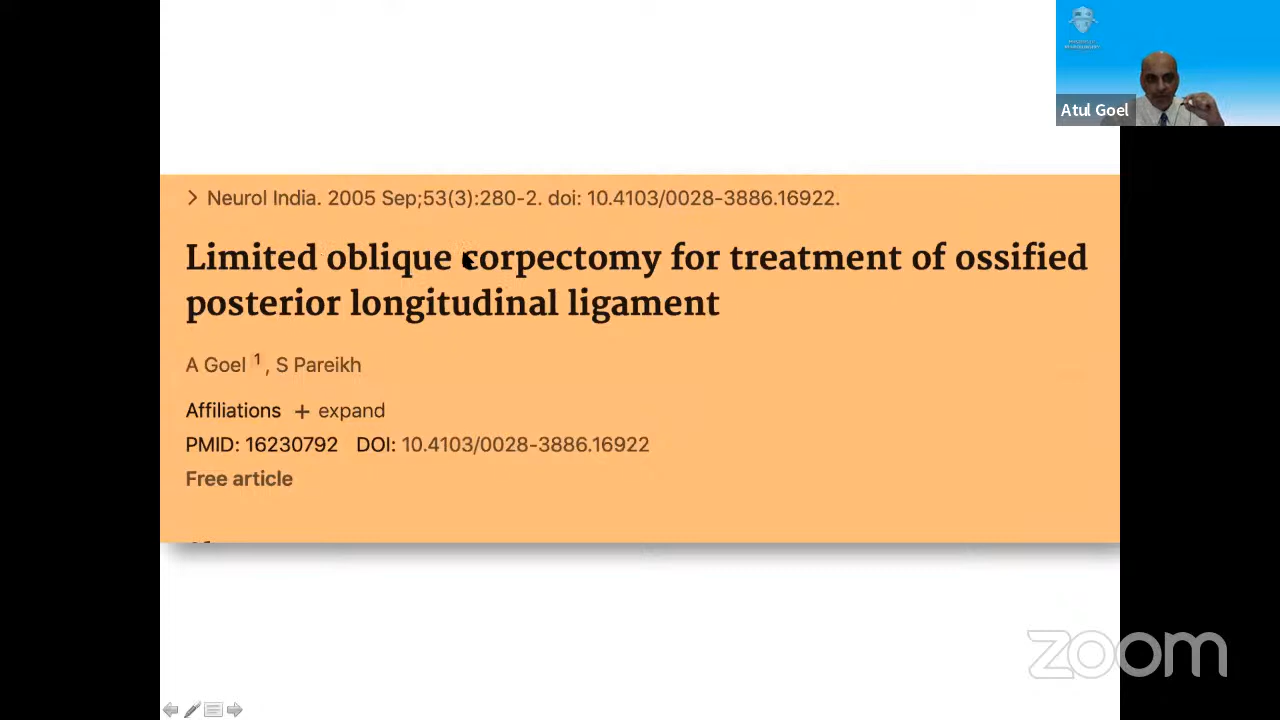 Atul Goel
> Neurol India. 2005 Sep;53(3):280-2. doi: 10.4103/0028-3886.16922.
Limited oblique corpectomy for treatment of ossified
posterior longitudinal ligament
A Goel 1 , S Pareikh
Affiliations + expand
PMID: 16230792 DOI: 10.4103/0028-3886.16922
Free article
zoom